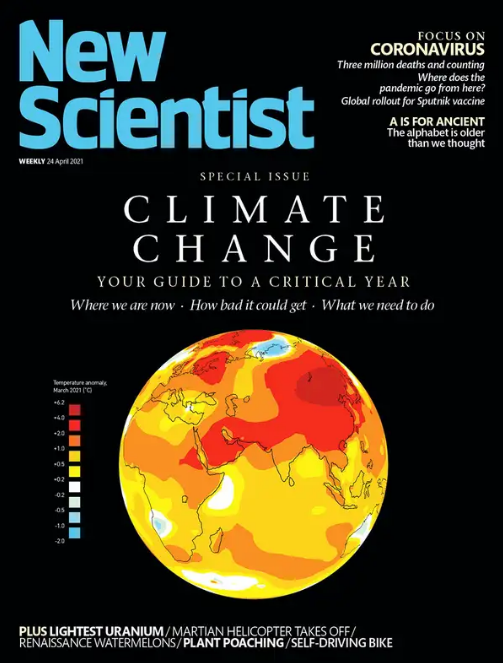 New
Scientist
WEEKLY 24 April 2021
FOCUS ON
CORONAVIRUS
Three million deaths and counting
Where does the
pandemic go from here?
Global rollout for Sputnik vaccine
A IS FOR ANCIENT
The alphabet is older
than we thought
SPECIAL ISSUE
CLIMATE
CHANGE
YOUR GUIDE TO A CRITICAL YEAR
Where we are now · How bad it could get · What we need to do
Temperature anomaly,
March 2021 (°C)
+6.2
+4.0
+2.0
+1.0
+0.5
+0.2
-0.2
-0.5
-1.0
-2.0
PLUS LIGHTEST URANIUM / MARTIAN HELICOPTER TAKES OFF /
RENAISSANCE WATERMELONS / PLANT POACHING / SELF-DRIVING BIKE